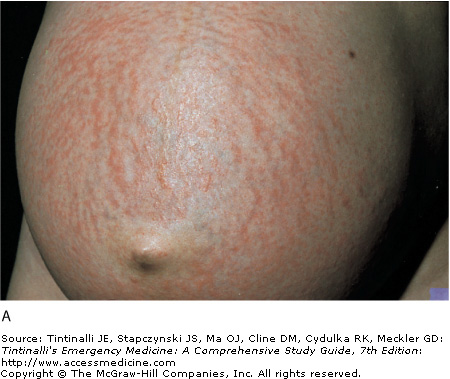 A
Source: Tintinalli JE, Stapczynski JS, Ma OJ, Cline DM, Cydulka RK, Meckler GD:
Tintinalli's Emergency Medicine: A Comprehensive Study Guide, 7th Edition:
http://www.accessmedicine.com
Copyright © The McGraw-Hill Companies, Inc. All rights reserved.